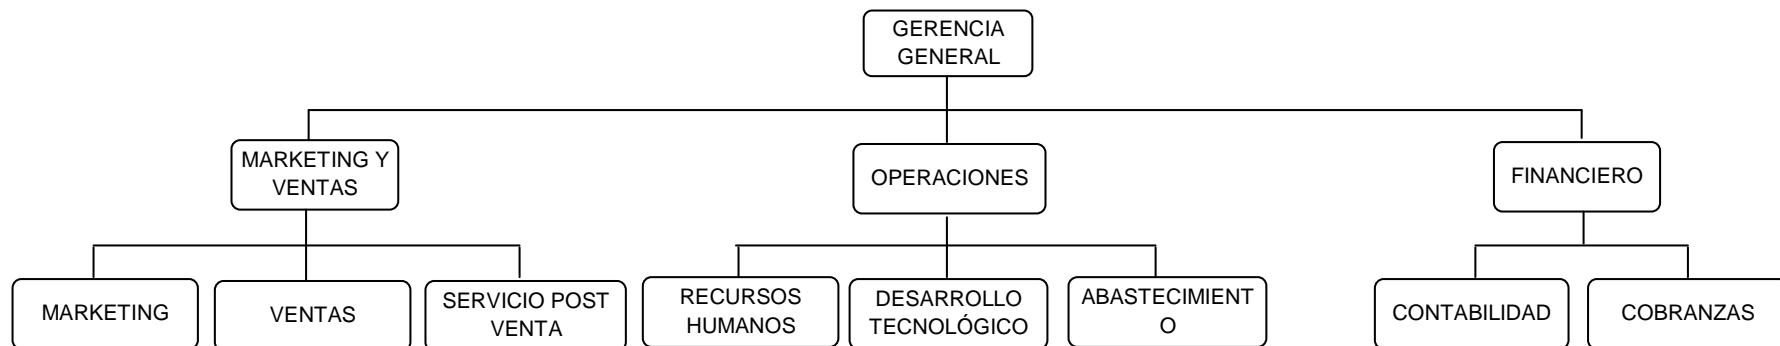 GERENCIA
GENERAL
MARKETING Y
VENTAS
OPERACIONES
FINANCIERO
MARKETING
VENTAS
SERVICIO POST
VENTA
RECURSOS
HUMANOS
DESARROLLO
TECNOLÓGICO
ABASTECIMIENT
O
CONTABILIDAD
COBRANZAS